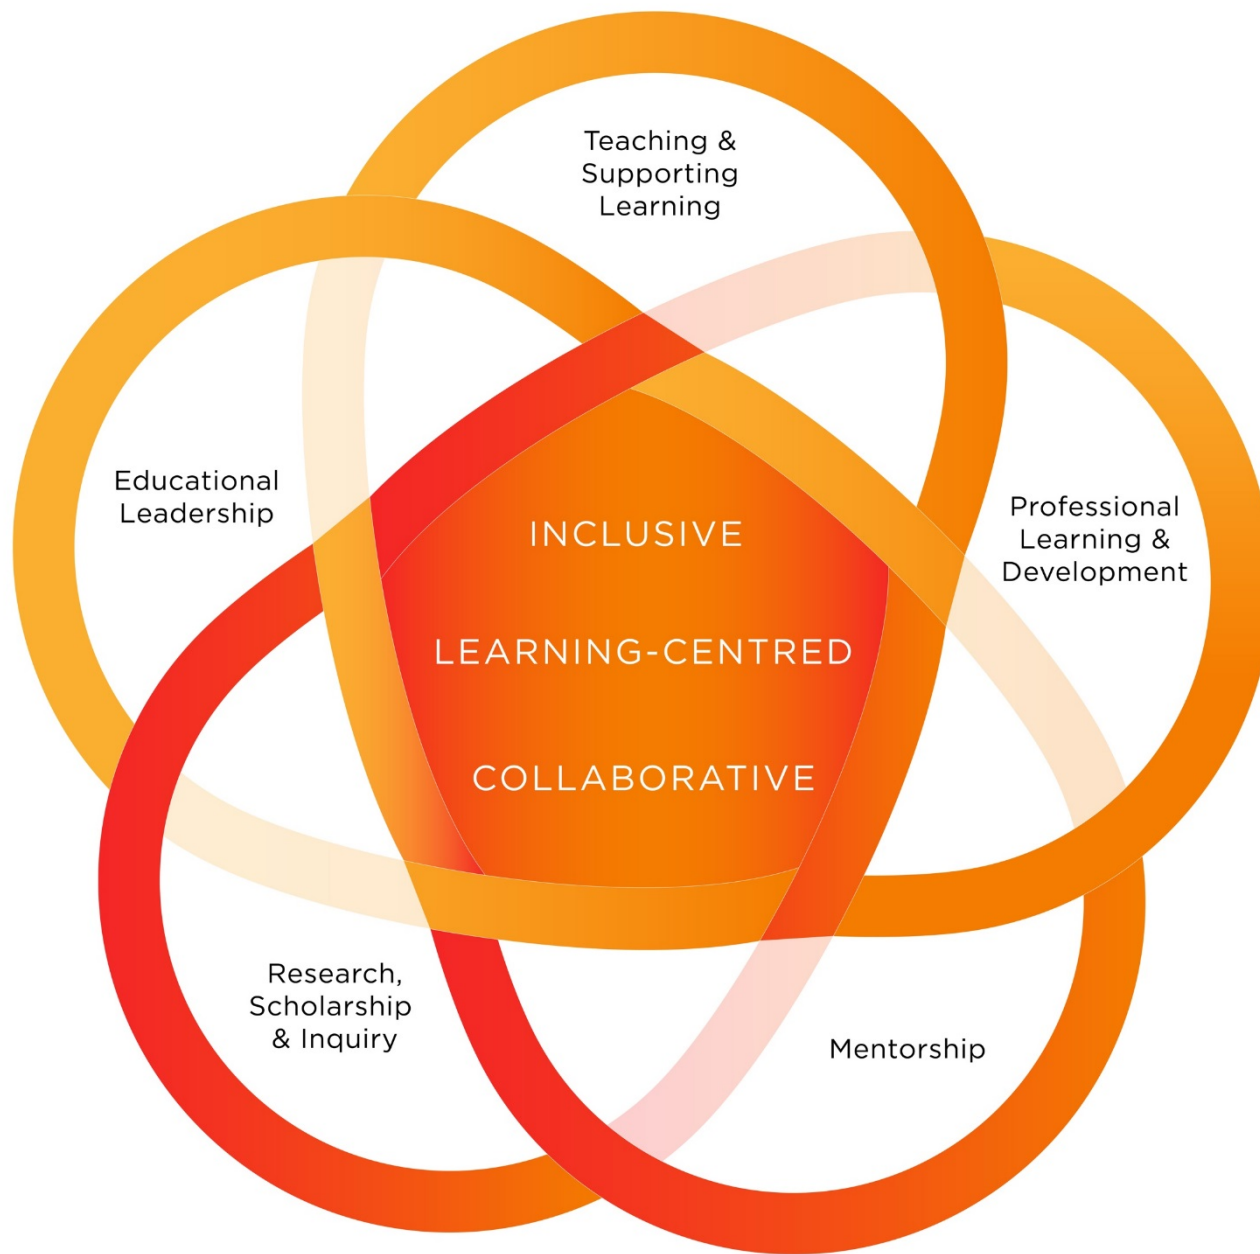 Teaching &
Supporting
Learning
Educational
Leadership
Professional
Learning &
Development
INCLUSIVE
LEARNING-CENTRED
COLLABORATIVE
Research,
Scholarship
& Inquiry
Mentorship